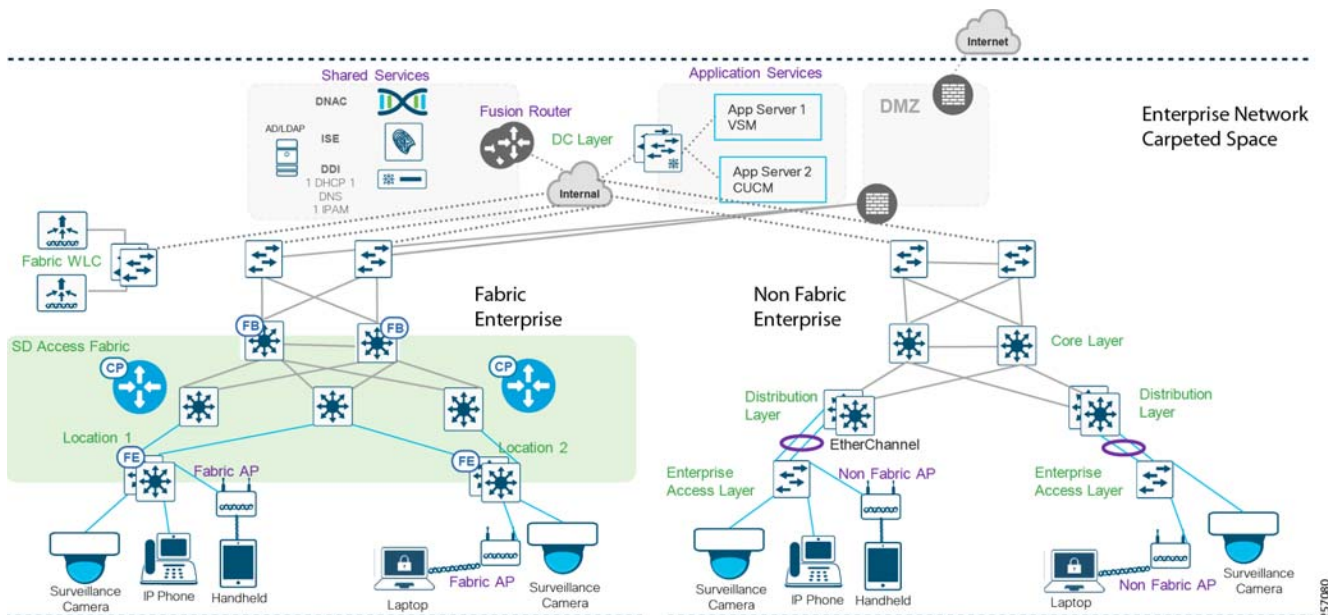 Internet
Shared Services
Application Services
DNAC
Fusion Router
App Server 1
VSM
DMZ
Enterprise Network
Carpeted Space
AD/LDAP
ISE
DC Layer
DDI
1 DHCP 1
DNS
1 IPAM
App Server 2
CUCM
Internal
Fabric WLC
Fabric
Enterprise
Non Fabric
Enterprise
FB
FB
SD Access Fabric
Core Layer
CP
CP
Distribution
Layer
Distribution
Layer
Location 1
Location 2
EtherChannel
FE
FE
Fabric AP
Enterprise
Access Layer
Non Fabric AP
Enterprise
Access Layer
Surveillance
Camera
IP Phone
Handheld
Laptop
Fabric AP
Surveillance
Camera
Surveillance
Camera
IP Phone
Handheld
Laptop
Non Fabric AP
Surveillance
Camera